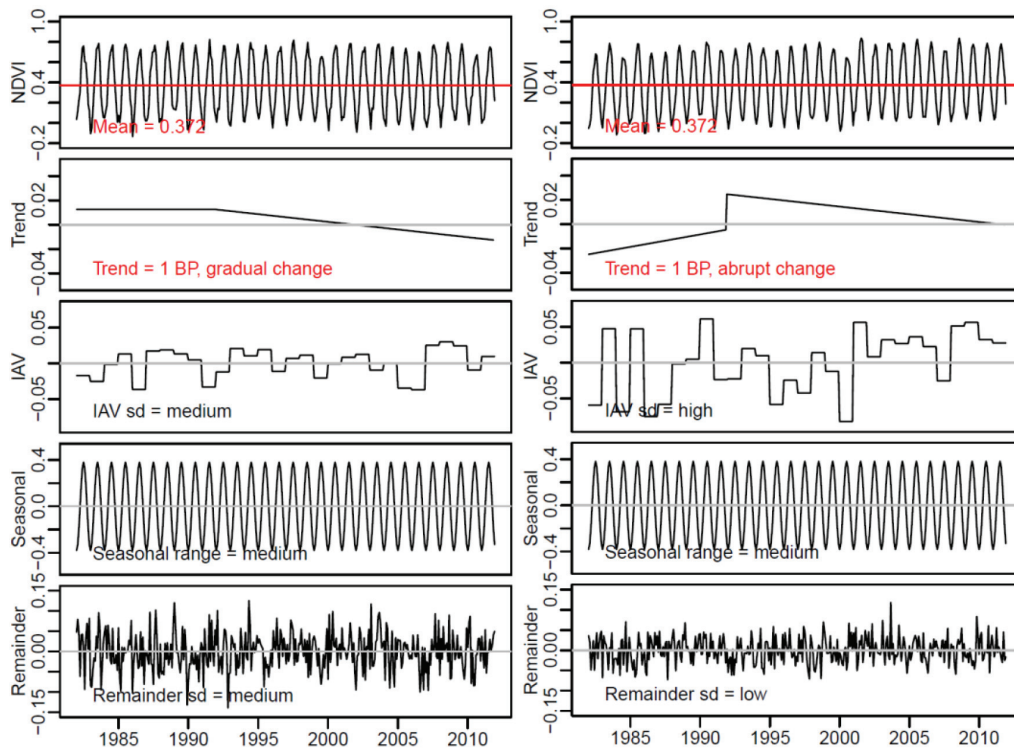 NDVI
1.0
0.4
−0.2
Mean = 0.372
Trend
0.02
−0.04
Trend = 1 BP, gradual change
IAV
0.05
−0.05
IAV sd = medium
Seasonal
0.4
0.0
−0.4
Seasonal range = medium
Remainder
0.15
0.00
−0.15
Remainder sd = medium
1985 1990 1995 2000 2005 2010
NDVI
1.0
0.4
−0.2
Mean = 0.372
Trend
0.02
−0.04
Trend = 1 BP, abrupt change
IAV
0.05
−0.05
IAV sd = high
Seasonal
0.4
0.0
−0.4
Seasonal range = medium
Remainder
0.15
0.00
−0.15
Remainder sd = low
1985 1990 1995 2000 2005 2010